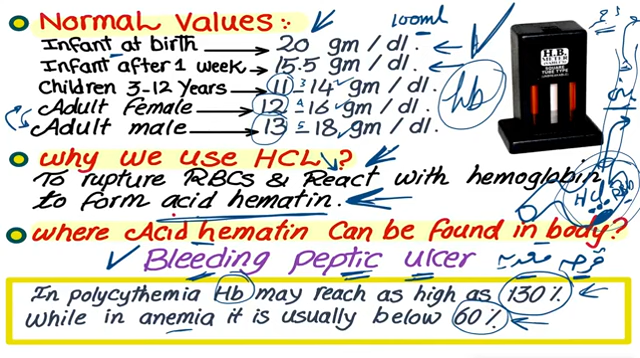 Normal Values:
100ml
Infant at birth → 20 gm / dl.
Infant after 1 week → 15.5 gm / dl.
Children 3-12 Years → 11 - 14 gm / dl.
Adult Female → 12 - 16 gm / dl.
Adult male → 13 - 18 gm / dl.
Hb
H.B.
METER
SQUARE
TUBE TYPE
why we use HCL?
To rupture RBCs & React with hemoglobin
to form acid hematin.
HCl
where Acid hematin Can be found in body?
Bleeding peptic ulcer
In polycythemia Hb may reach as high as 130%
While in anemia it is usually below 60%